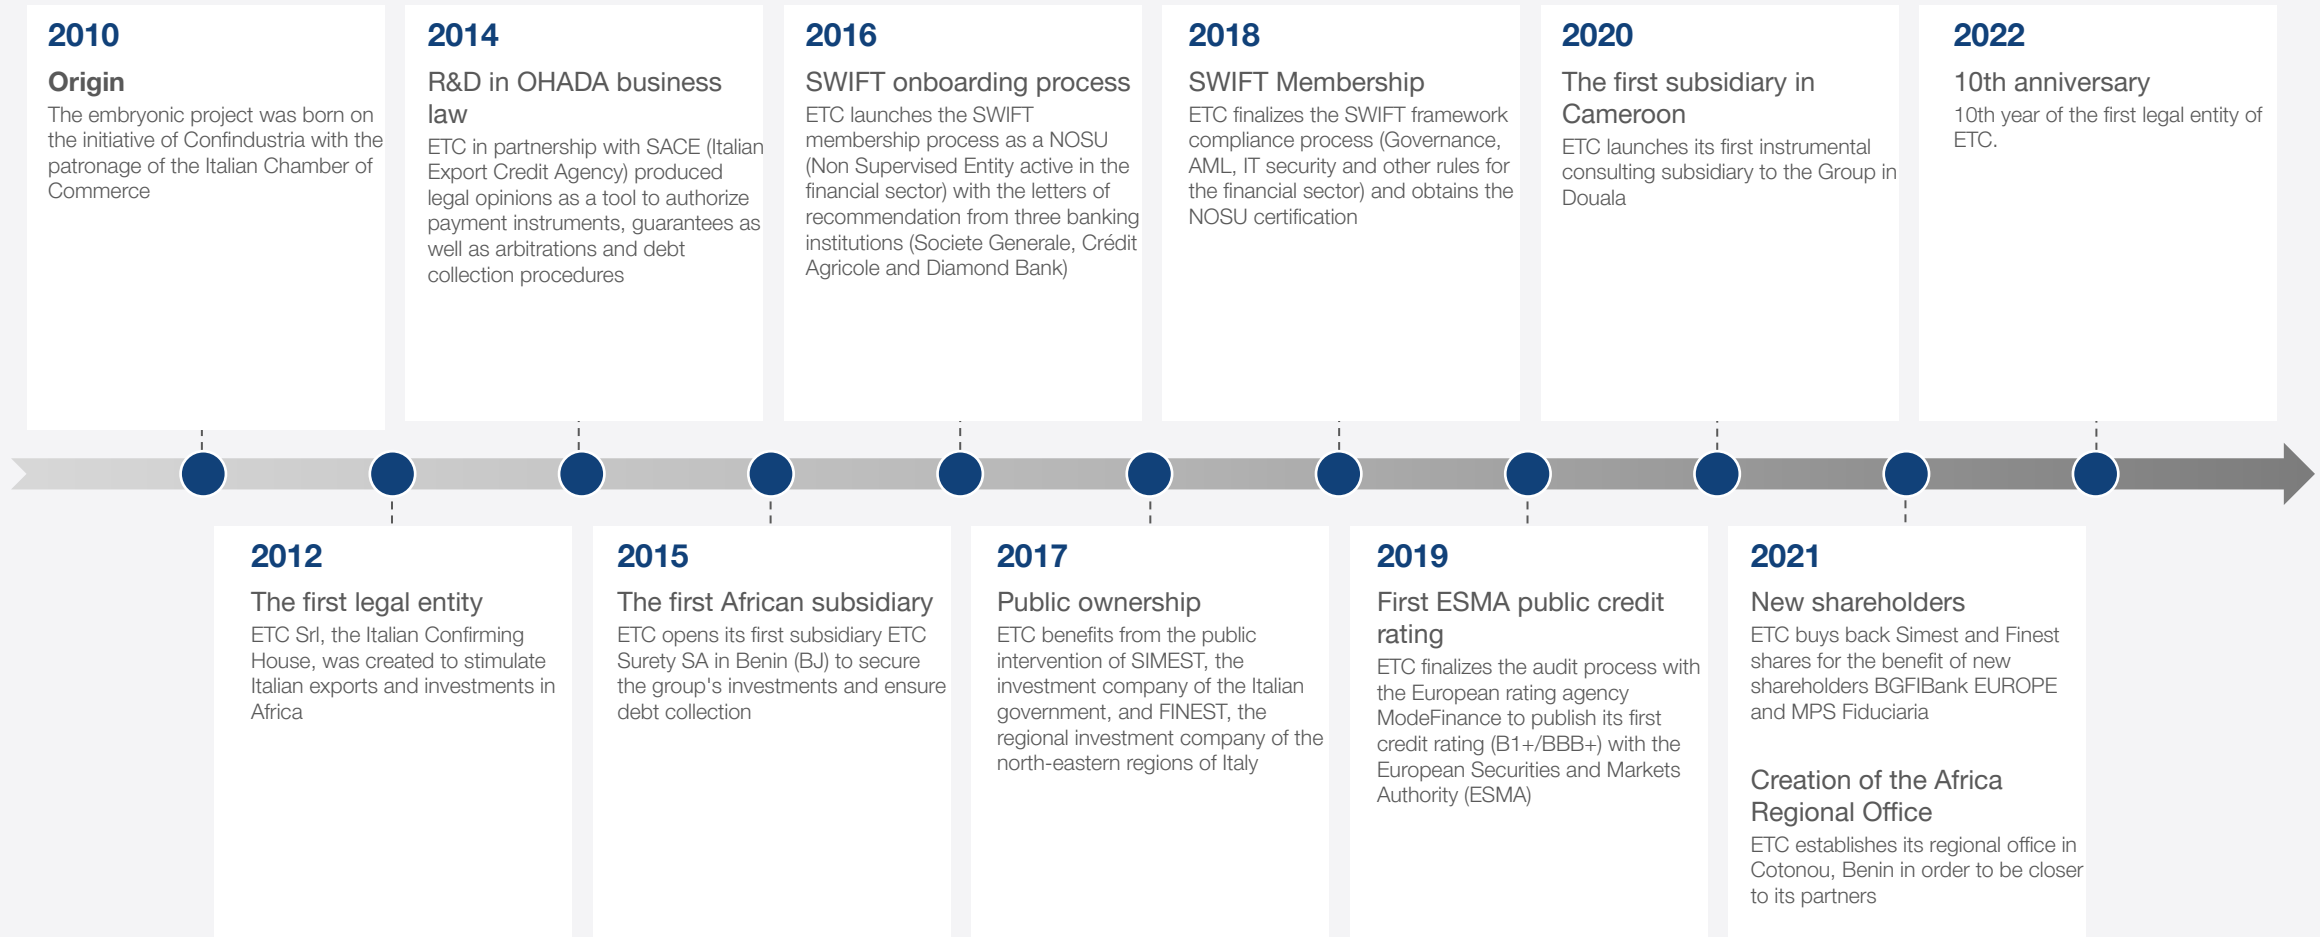 2010
Origin
The embryonic project was born on
the initiative of Confindustria with the
patronage of the Italian Chamber of
Commerce
2014
R&D in OHADA business
law
ETC in partnership with SACE (Italian
Export Credit Agency) produced
legal opinions as a tool to authorize
payment instruments, guarantees as
well as arbitrations and debt
collection procedures
2016
SWIFT onboarding process
ETC launches the SWIFT
membership process as a NOSU
(Non Supervised Entity active in the
financial sector) with the letters of
recommendation from three banking
institutions (Societe Generale, Crédit
Agricole and Diamond Bank)
2018
SWIFT Membership
ETC finalizes the SWIFT framework
compliance process (Governance,
AML, IT security and other rules for
the financial sector) and obtains the
NOSU certification
2020
The first subsidiary in
Cameroon
ETC launches its first instrumental
consulting subsidiary to the Group in
Douala
2022
10th anniversary
10th year of the first legal entity of
ETC.
2012
The first legal entity
ETC Srl, the Italian Confirming
House, was created to stimulate
Italian exports and investments in
Africa
2015
The first African subsidiary
ETC opens its first subsidiary ETC
Surety SA in Benin (BJ) to secure
the group's investments and ensure
debt collection
2017
Public ownership
ETC benefits from the public
intervention of SIMEST, the
investment company of the Italian
government, and FINEST, the
regional investment company of the
north-eastern regions of Italy
2019
First ESMA public credit
rating
ETC finalizes the audit process with
the European rating agency
ModeFinance to publish its first
credit rating (B1+/BBB+) with the
European Securities and Markets
Authority (ESMA)
2021
New shareholders
ETC buys back Simest and Finest
shares for the benefit of new
shareholders BGFIBank EUROPE
and MPS Fiduciaria
Creation of the Africa
Regional Office
ETC establishes its regional office in
Cotonou, Benin in order to be closer
to its partners